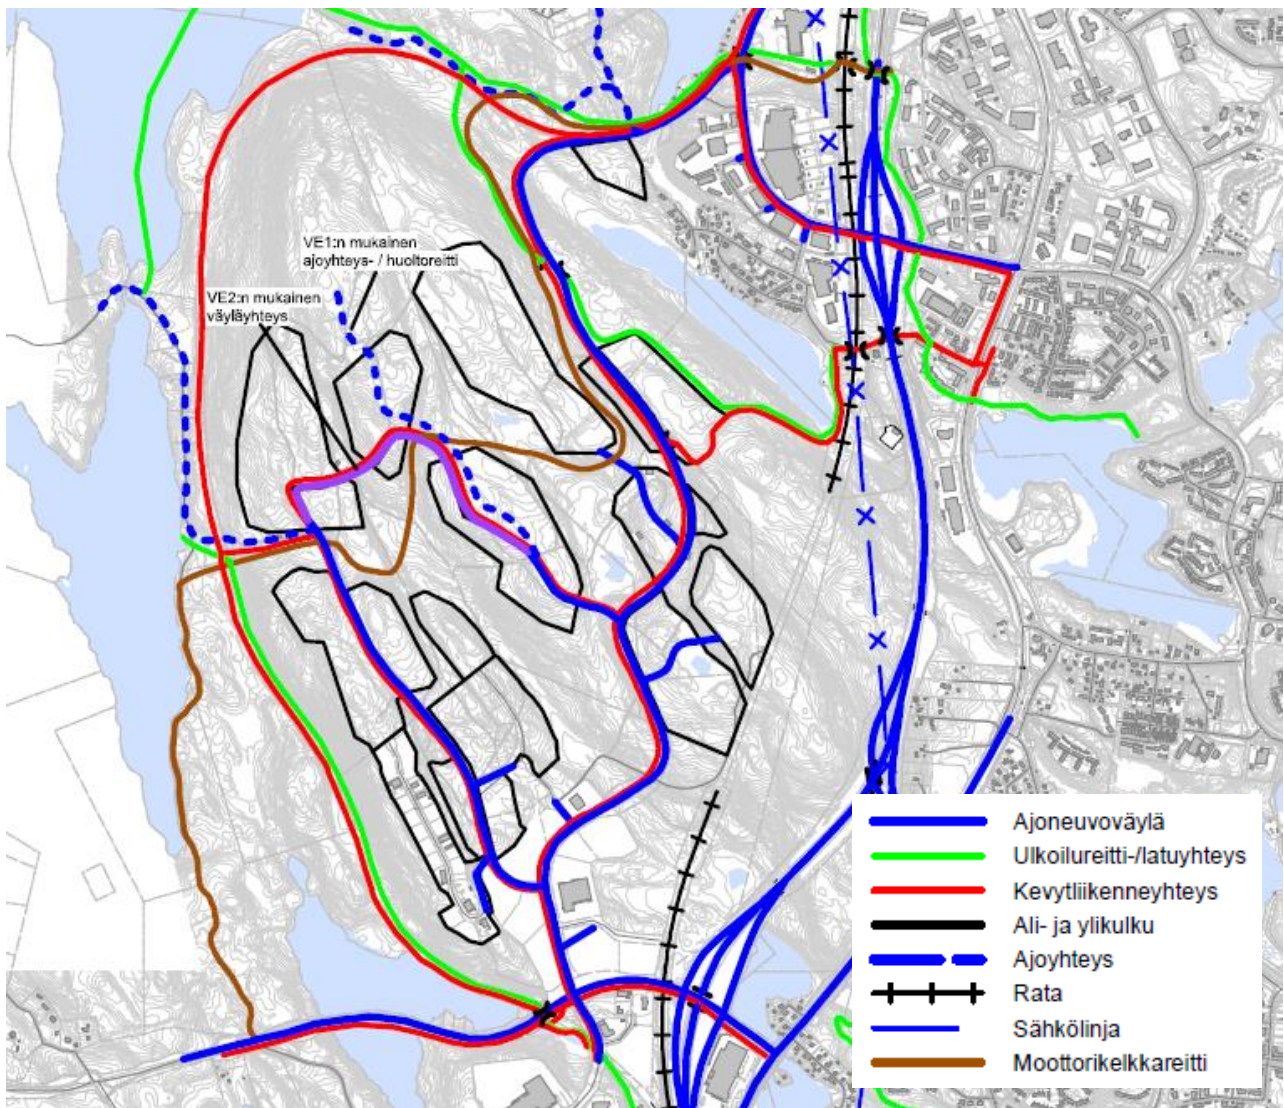 VE1:n mukainen
ajoyhteys- / huoltoreitti
VE2:n mukainen
väyläyhteys
Ajoneuvoväylä
Ulkoilureitti-/latuyhteys
Kevytliikenneyhteys
Ali- ja ylikulku
Ajoyhteys
Rata
Sähkölinja
Moottorikelkkareitti